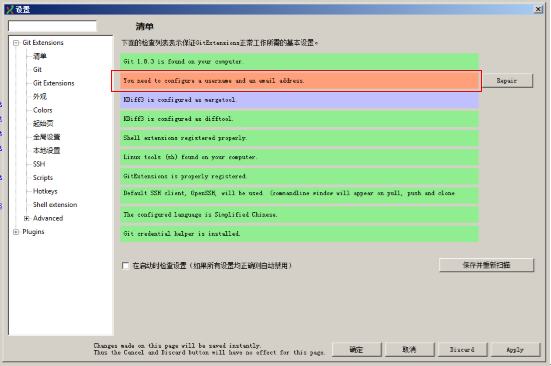 设置
清单
Git Extensions
清单
Git
Git Extensions
外观
Colors
起始页
全局设置
本地设置
SSH
Scripts
Hotkeys
Shell extension
Advanced
Plugins
下面的检查列表表示保证GitExtensions正常工作所需的基本设置。
Git 1.8.3 is found on your computer.
You need to configure a username and an email address.
Repair
KDiff3 is configured as mergetool.
KDiff3 is configured as difftool.
Shell extensions registered properly.
Linux tools (sh) found on your computer.
GitExtensions is properly registered.
Default SSH client, OpenSSH, will be used. (commandline window will appear on pull, push and clone
The configured language is Simplified Chinese.
Git credential helper is installed.
在启动时检查设置（如果所有设置均正确则自动禁用）
保存并重新扫描
Changes made on this page will be saved instantly.
Thus the Cancel and Discard button will have no effect for this page.
确定
取消
Discard
Apply